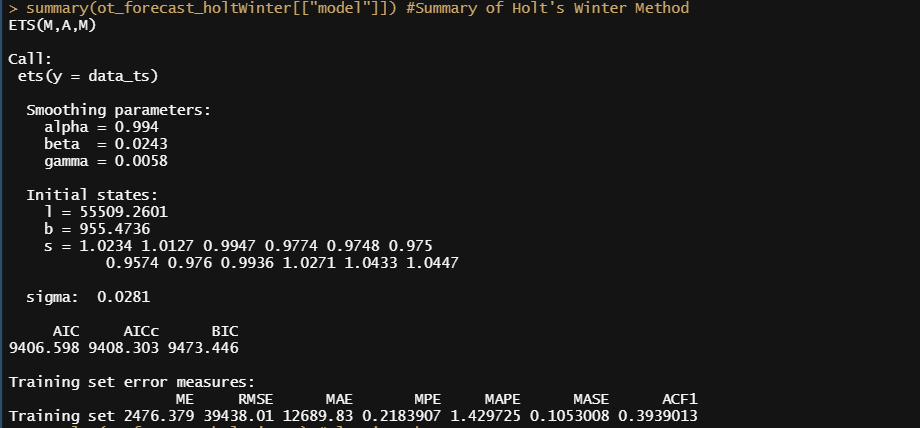 > summary(ot_forecast_holtWinter[["model"]]) #Summary of Holt's Winter Method
ETS(M,A,M)
Call:
ets(y = data_ts)
Smoothing parameters:
alpha = 0.994
beta  = 0.0243
gamma = 0.0058
Initial states:
l = 55509.2601
b = 955.4736
s = 1.0234 1.0127 0.9947 0.9774 0.9748 0.975
0.9574 0.976 0.9936 1.0271 1.0433 1.0447
sigma:  0.0281
AIC     AICc      BIC
9406.598 9408.303 9473.446
Training set error measures:
ME     RMSE      MAE       MPE     MAPE      MASE      ACF1
Training set 2476.379 39438.01 12689.83 0.2183907 1.429725 0.1053008 0.3939013